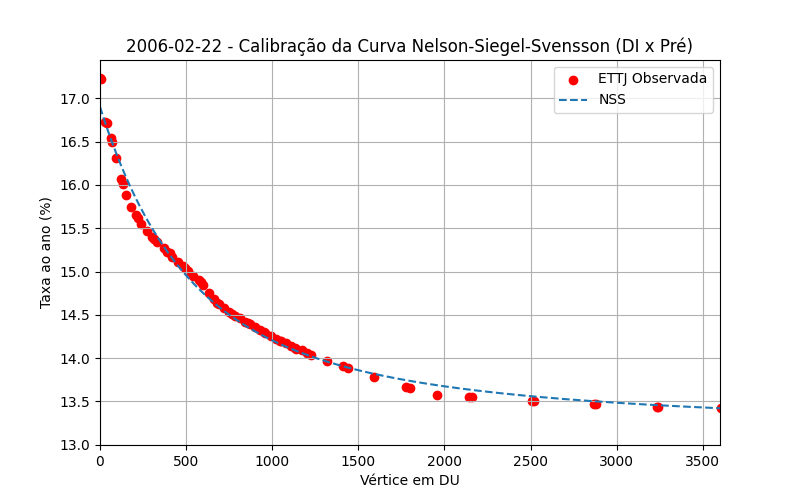 2006-02-22 - Calibração da Curva Nelson-Siegel-Svensson (DI x Pré)
ETTJ Observada
NSS
Taxa ao ano (%)
17.0
16.5
16.0
15.5
15.0
14.5
14.0
13.5
13.0
0 500 1000 1500 2000 2500 3000 3500
Vértice em DU